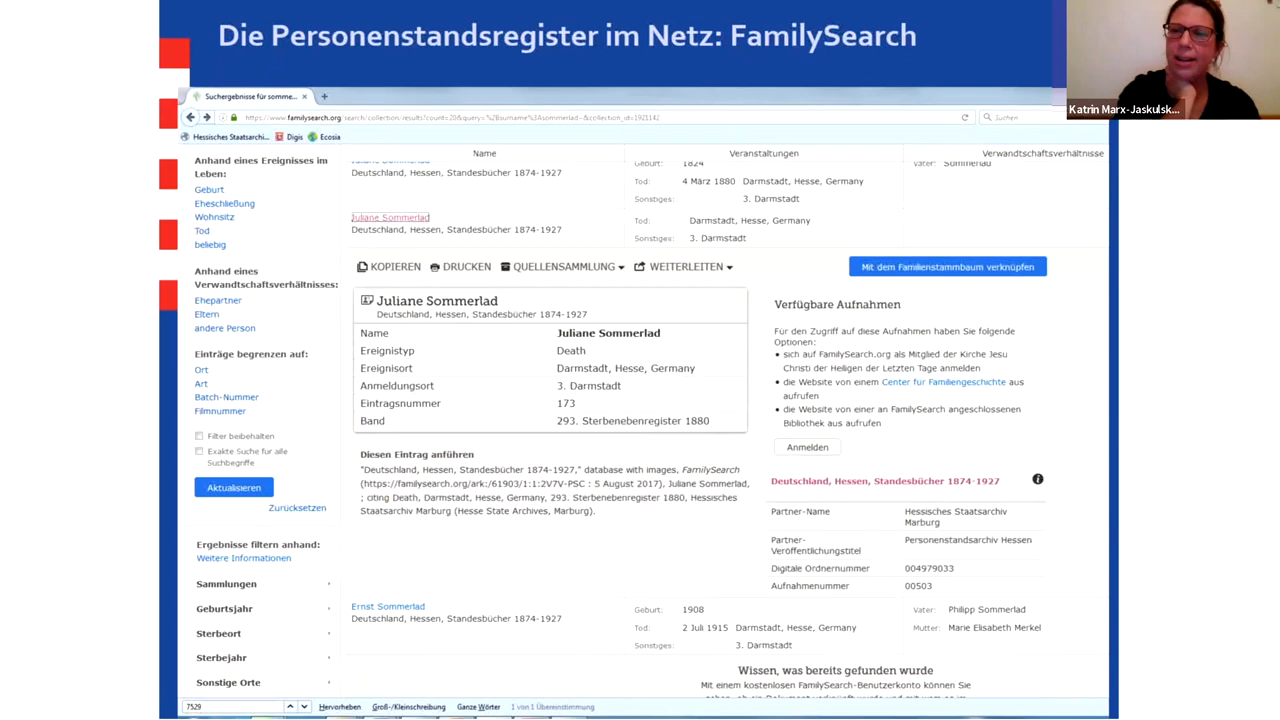 Die Personenstandsregister im Netz: FamilySearch
Katrin Marx-Jaskulsk...
Suchergebnisse für somme...
https://www.familysearch.org/search/collection/results?count=20&query=%2Bsurname%3Asommerlad~&collection_id=1921142
Suchen
Hessisches Staatsarchi... Digis Ecosia
Name Veranstaltungen Verwandtschaftsverhältnisse
Anhand eines Ereignisses im
Leben:
Geburt
Eheschließung
Wohnsitz
Tod
beliebig
Anhand eines
Verwandtschaftsverhältnisses:
Ehepartner
Eltern
andere Person
Einträge begrenzen auf:
Ort
Art
Batch-Nummer
Filmnummer
Filter beibehalten
Exakte Suche für alle
Suchbegriffe
Aktualisieren
Zurücksetzen
Ergebnisse filtern anhand:
Weitere Informationen
Sammlungen
Geburtsjahr
Sterbeort
Sterbejahr
Sonstige Orte
Deutschland, Hessen, Standesbücher 1874-1927
Geburt: 1824
Vater: Sommerlad
Tod: 4 März 1880 Darmstadt, Hesse, Germany
Sonstiges: 3. Darmstadt
Juliane Sommerlad
Deutschland, Hessen, Standesbücher 1874-1927
Tod: Darmstadt, Hesse, Germany
Sonstiges: 3. Darmstadt
KOPIEREN DRUCKEN QUELLENSAMMLUNG WEITERLEITEN
Mit dem Familienstammbaum verknüpfen
Juliane Sommerlad
Deutschland, Hessen, Standesbücher 1874-1927
Name Juliane Sommerlad
Ereignistyp Death
Ereignisort Darmstadt, Hesse, Germany
Anmeldungsort 3. Darmstadt
Eintragsnummer 173
Band 293. Sterbenebenregister 1880
Diesen Eintrag anführen
"Deutschland, Hessen, Standesbücher 1874-1927," database with images, FamilySearch
(https://familysearch.org/ark:/61903/1:1:2V7V-PSC : 5 August 2017), Juliane Sommerlad,
; citing Death, Darmstadt, Hesse, Germany, 293. Sterbenebenregister 1880, Hessisches
Staatsarchiv Marburg (Hesse State Archives, Marburg).
Verfügbare Aufnahmen
Für den Zugriff auf diese Aufnahmen haben Sie folgende
Optionen:
• sich auf FamilySearch.org als Mitglied der Kirche Jesu
Christi der Heiligen der Letzten Tage anmelden
• die Website von einem Center für Familiengeschichte aus
aufrufen
• die Website von einer an FamilySearch angeschlossenen
Bibliothek aus aufrufen
Anmelden
Deutschland, Hessen, Standesbücher 1874-1927
Partner-Name Hessisches Staatsarchiv
Marburg
Partner- Personenstandsarchiv Hessen
Veröffentlichungstitel
Digitale Ordnernummer 004979033
Aufnahmenummer 00503
Ernst Sommerlad
Deutschland, Hessen, Standesbücher 1874-1927
Geburt: 1908
Tod: 2 Juli 1915 Darmstadt, Hesse, Germany
Sonstiges: 3. Darmstadt
Vater: Philipp Sommerlad
Mutter: Marie Elisabeth Merkel
Wissen, was bereits gefunden wurde
Mit einem kostenlosen FamilySearch-Benutzerkonto können Sie
7529 Hervorheben Groß-/Kleinschreibung Ganze Wörter 1 von 1 Übereinstimmung